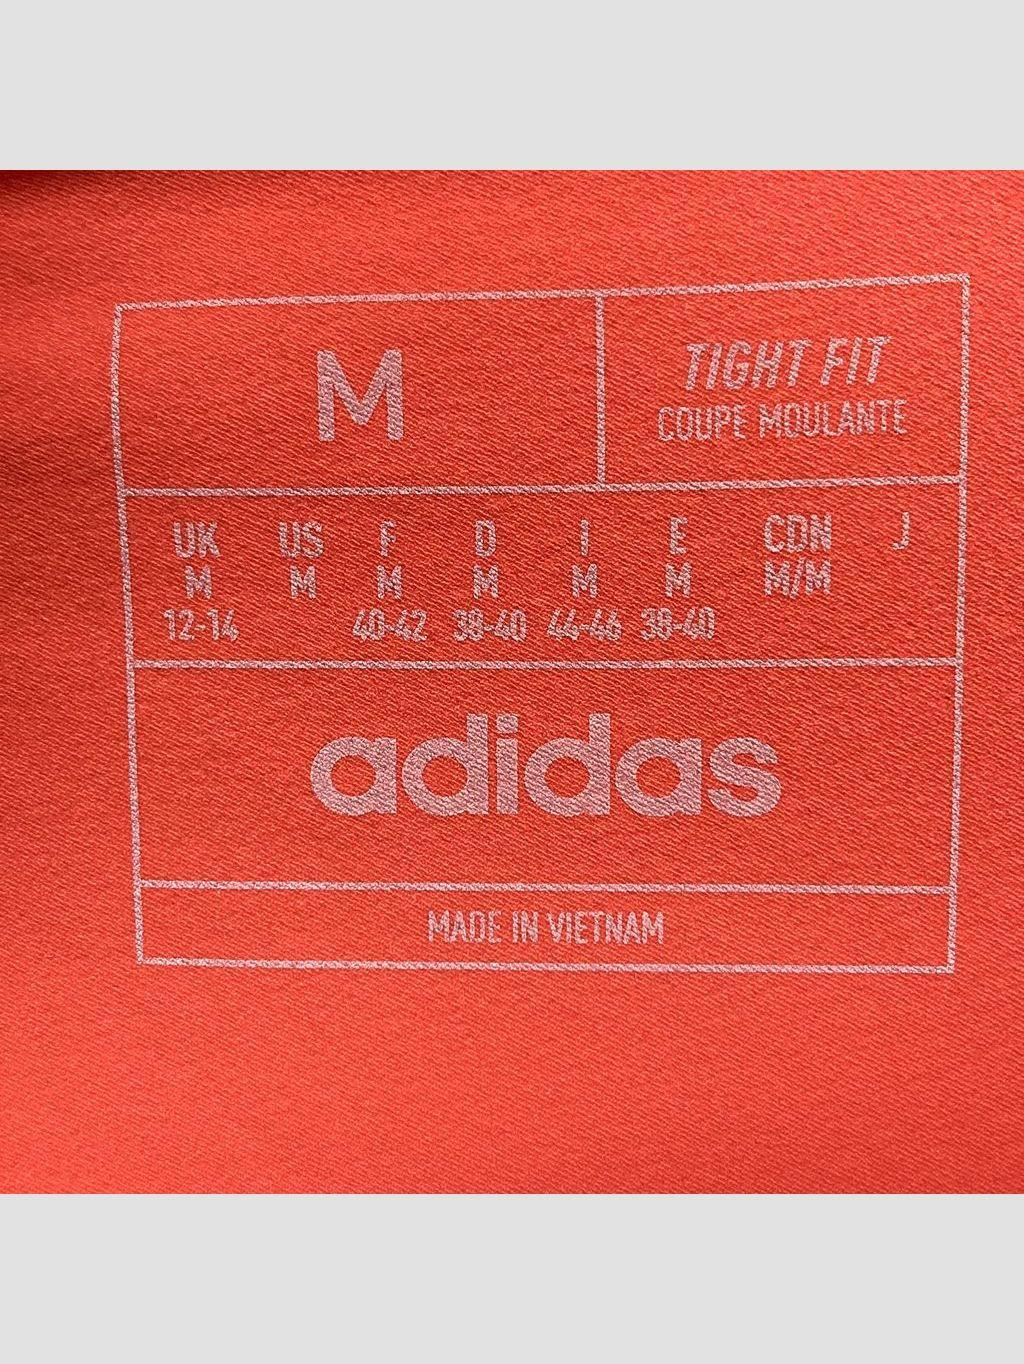 M
TIGHT FIT
COUPE MOULANTE
UK US F D I E CDN J
M M M M M M M/M
12-14 40-42 38-40 44-46 38-40
adidas
MADE IN VIETNAM